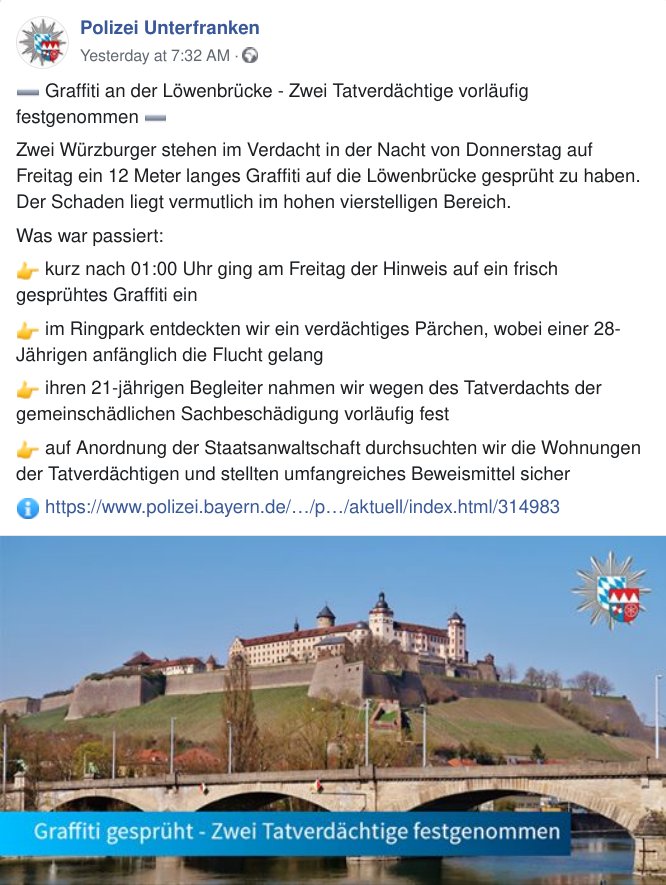 Polizei Unterfranken
Yesterday at 7:32 AM ·
Graffiti an der Löwenbrücke - Zwei Tatverdächtige vorläufig
festgenommen
Zwei Würzburger stehen im Verdacht in der Nacht von Donnerstag auf
Freitag ein 12 Meter langes Graffiti auf die Löwenbrücke gesprüht zu haben.
Der Schaden liegt vermutlich im hohen vierstelligen Bereich.
Was war passiert:
👉 kurz nach 01:00 Uhr ging am Freitag der Hinweis auf ein frisch
gesprühtes Graffiti ein
👉 im Ringpark entdeckten wir ein verdächtiges Pärchen, wobei einer 28-
Jährigen anfänglich die Flucht gelang
👉 ihren 21-jährigen Begleiter nahmen wir wegen des Tatverdachts der
gemeinschädlichen Sachbeschädigung vorläufig fest
👉 auf Anordnung der Staatsanwaltschaft durchsuchten wir die Wohnungen
der Tatverdächtigen und stellten umfangreiches Beweismittel sicher
ℹ️ https://www.polizei.bayern.de/…/p…/aktuell/index.html/314983
Graffiti gesprüht - Zwei Tatverdächtige festgenommen